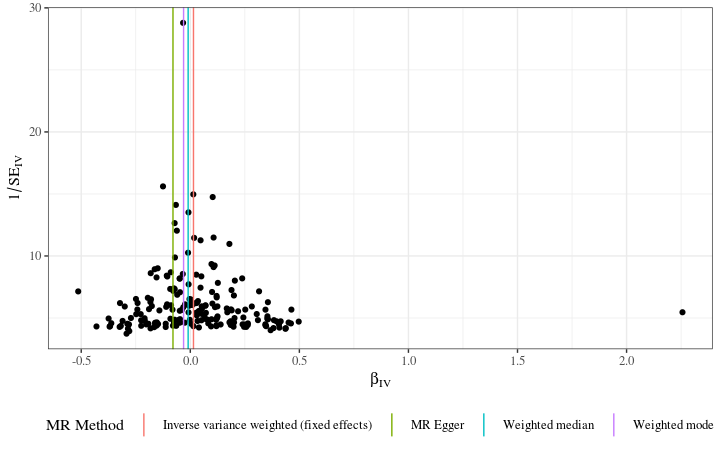 30
20
10
1/SE_IV
-0.5
0.0
0.5
1.0
1.5
2.0
β_IV
MR Method
Inverse variance weighted (fixed effects)
MR Egger
Weighted median
Weighted mode